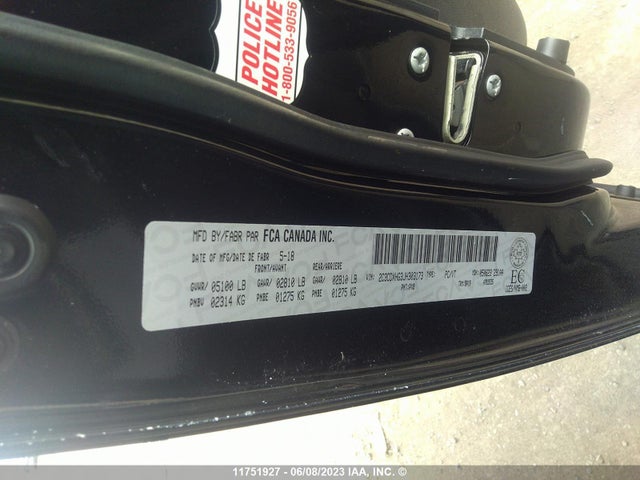 POLICE
HOTLINE
1-800-533-9056
MFD BY/FABR PAR FCA CANADA INC.
DATE OF MFG/DATE DE FABR 5-18
FRONT/AVANT REAR/ARRIERE
GVWR/ 05100 LB GAWR/ 02810 LB GAWR/ 02810 LB
PNBV 02314 KG PNBE 01275 KG PNBE 01275 KG
VIN: TYPE: PC/VT
EC
11751927 - 06/08/2023 IAA, INC. ©